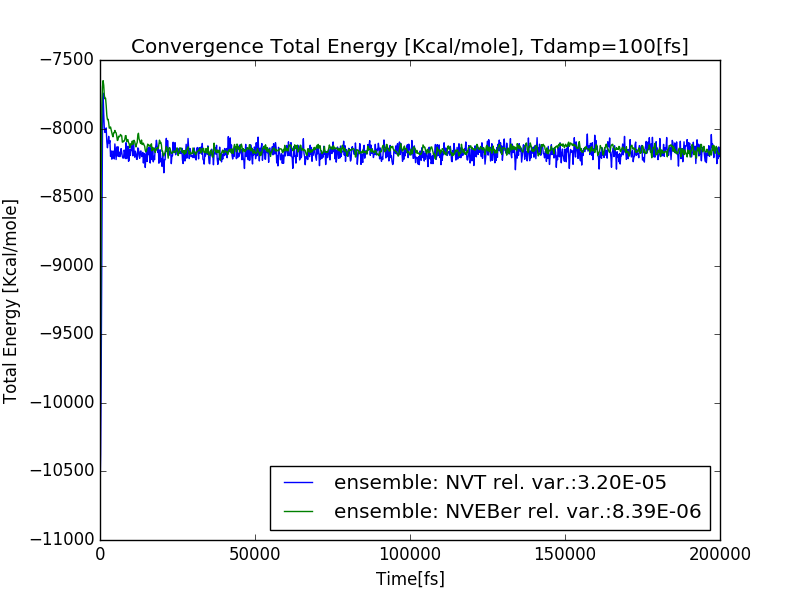 Convergence Total Energy [Kcal/mole], Tdamp=100[fs]
−7500
−8000
−8500
−9000
−9500
−10000
−10500
−11000
Total Energy [Kcal/mole]
ensemble: NVT rel. var.:3.20E-05
ensemble: NVEBer rel. var.:8.39E-06
0 50000 100000 150000 200000
Time[fs]